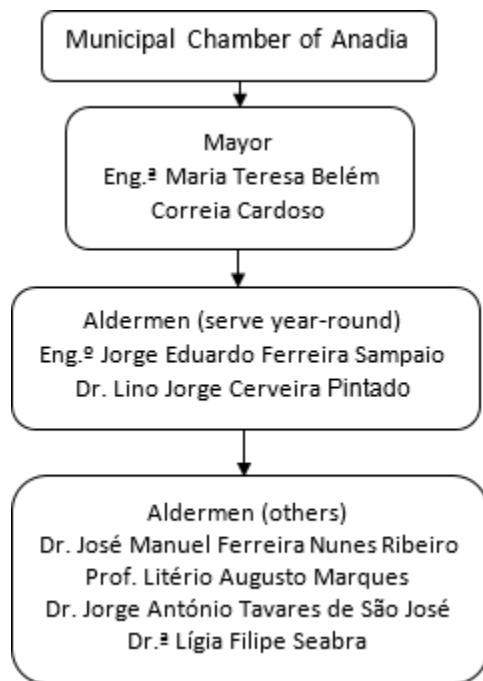 Municipal Chamber of Anadia
Mayor
Eng.ª Maria Teresa Belém
Correia Cardoso
Aldermen (serve year-round)
Eng.º Jorge Eduardo Ferreira Sampaio
Dr. Lino Jorge Cerveira Pintado
Aldermen (others)
Dr. José Manuel Ferreira Nunes Ribeiro
Prof. Litério Augusto Marques
Dr. Jorge António Tavares de São José
Dr.ª Lígia Filipe Seabra